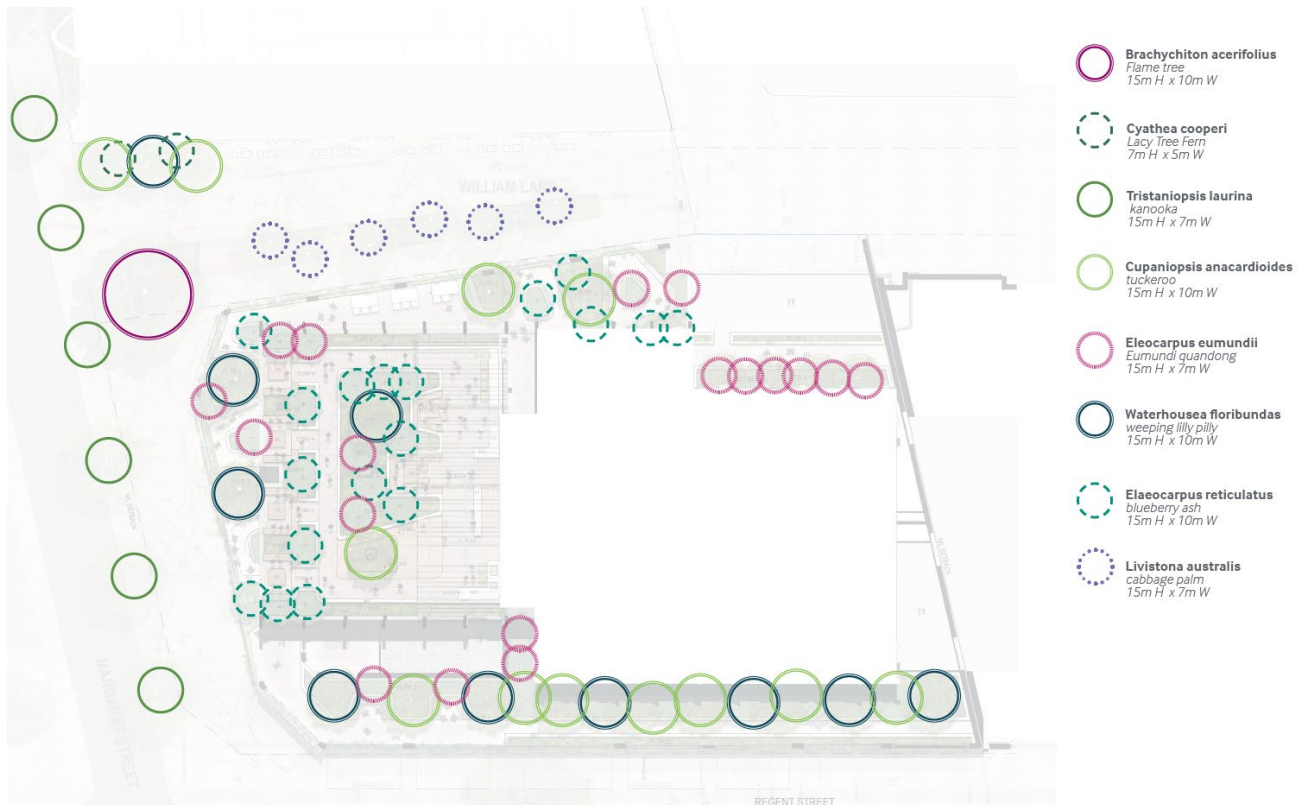 Brachychiton acerifolius
Flame tree
15m H x 10m W
Cyathea cooperi
Lacy Tree Fern
7m H x 5m W
Tristaniopsis laurina
kanooka
15m H x 7m W
Cupaniopsis anacardioides
tuckeroo
15m H x 10m W
Eleocarpus eumundii
Eumundi quandong
15m H x 7m W
Waterhousea floribundas
weeping lilly pilly
15m H x 10m W
Elaeocarpus reticulatus
blueberry ash
15m H x 10m W
Livistona australis
cabbage palm
15m H x 7m W
WILLIAM LANE
MARGARET STREET
REGENT STREET